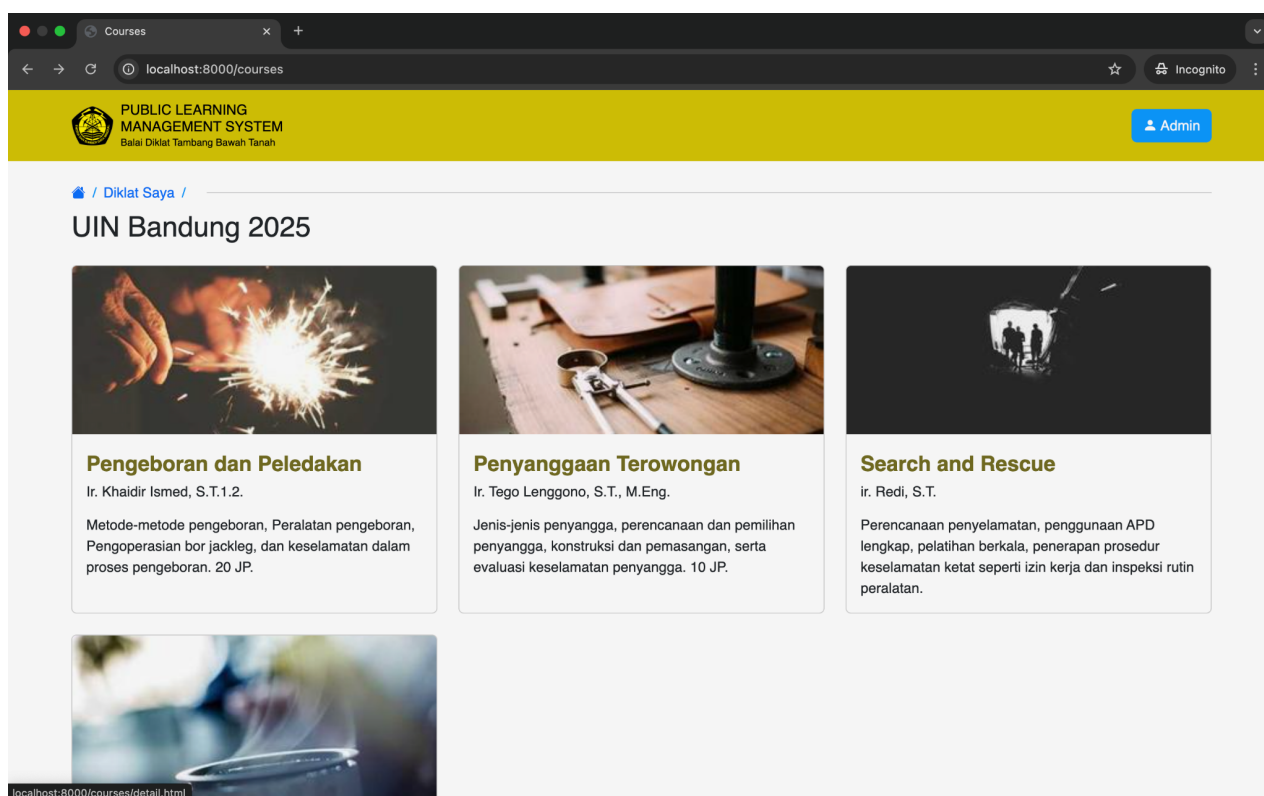 Courses
localhost:8000/courses
Incognito
PUBLIC LEARNING
MANAGEMENT SYSTEM
Balai Diklat Tambang Bawah Tanah
Admin
/ Diklat Saya /
UIN Bandung 2025
Pengeboran dan Peledakan
Ir. Khaidir Ismed, S.T.1.2.
Metode-metode pengeboran, Peralatan pengeboran,
Pengoperasian bor jackleg, dan keselamatan dalam
proses pengeboran. 20 JP.
Penyanggaan Terowongan
Ir. Tego Lenggono, S.T., M.Eng.
Jenis-jenis penyangga, perencanaan dan pemilihan
penyangga, konstruksi dan pemasangan, serta
evaluasi keselamatan penyangga. 10 JP.
Search and Rescue
ir. Redi, S.T.
Perencanaan penyelamatan, penggunaan APD
lengkap, pelatihan berkala, penerapan prosedur
keselamatan ketat seperti izin kerja dan inspeksi rutin
peralatan.
localhost:8000/courses/detail.html